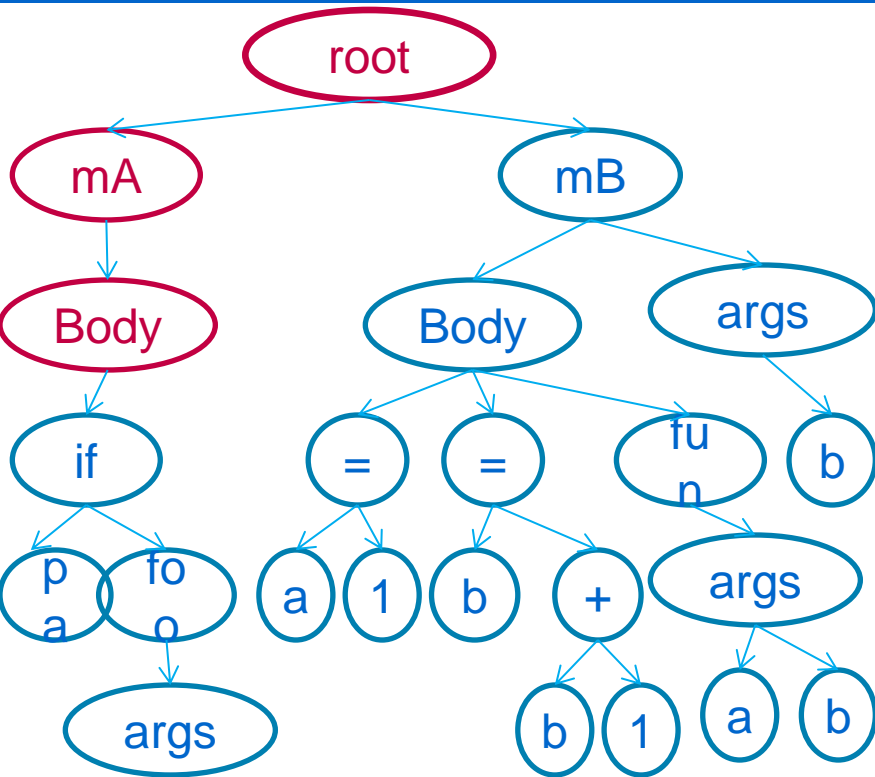 root
mA
mB
Body
Body
args
if
=
=
fu
n
b
p
a
fo
o
a
1
b
+
args
args
b
1
a
b